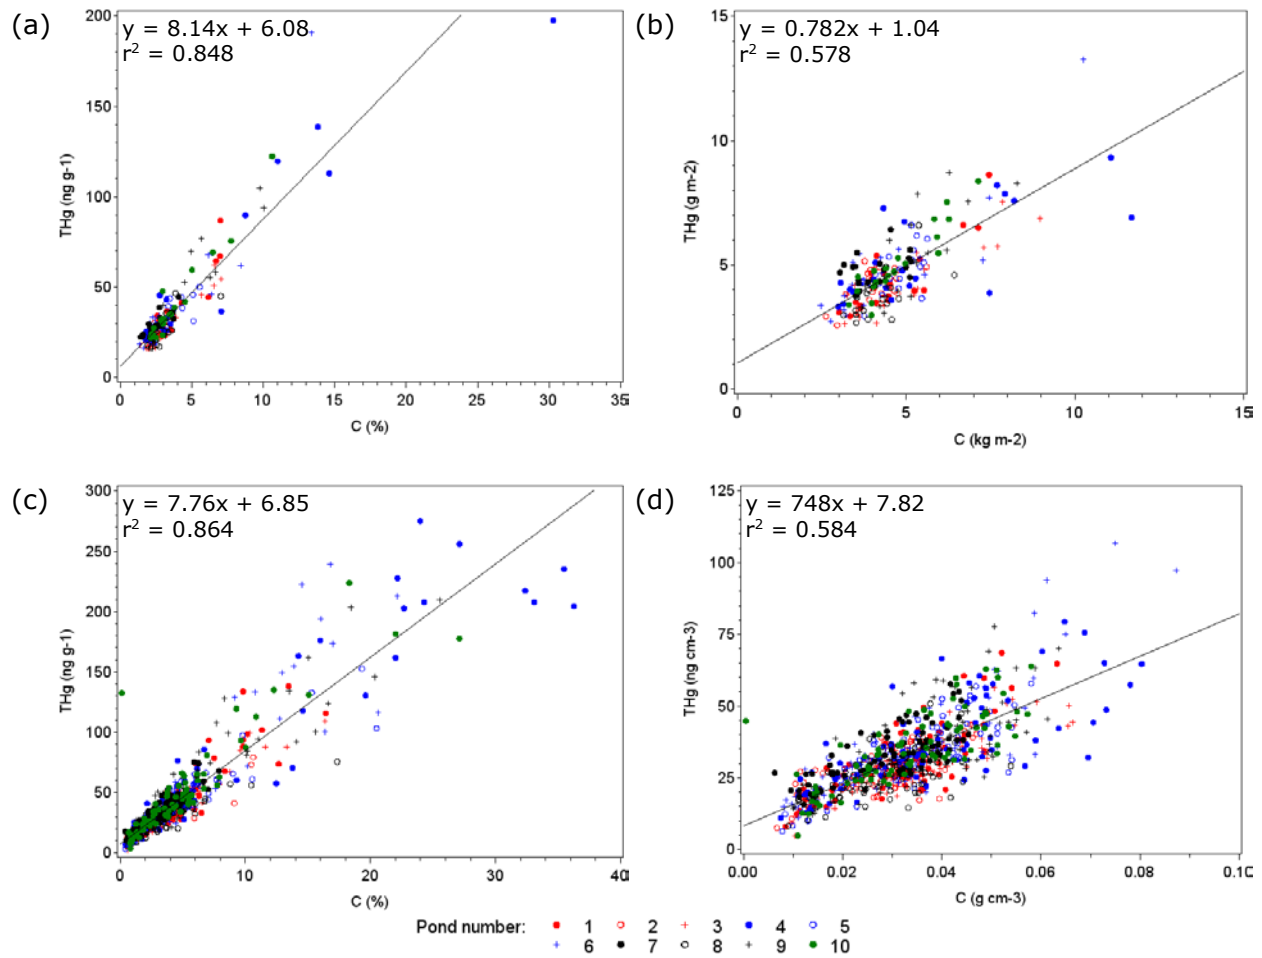 (a)
y = 8.14x + 6.08
r² = 0.848
200
150
100
50
0
THg (ng g-1)
0 5 10 15 20 25 30 35
C (%)
(b)
y = 0.782x + 1.04
r² = 0.578
15
10
5
0
THg (g m-2)
0 5 10 15
C (kg m-2)
(c)
y = 7.76x + 6.85
r² = 0.864
300
250
200
150
100
50
0
THg (ng g-1)
0 10 20 30 40
C (%)
(d)
y = 748x + 7.82
r² = 0.584
125
100
75
50
25
0
THg (ng cm-3)
0.00 0.02 0.04 0.06 0.08 0.10
C (g cm-3)
Pond number: 1 2 3 4 5
6 7 8 9 10